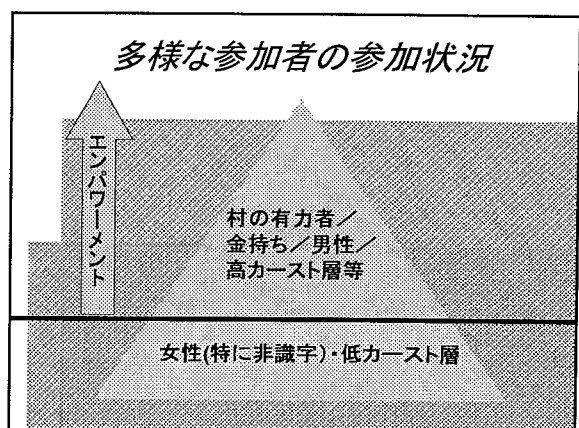 多様な参加者の参加状況
エンパワーメント
村の有力者／
金持ち／男性／
高カースト層等
女性(特に非識字)・低カースト層